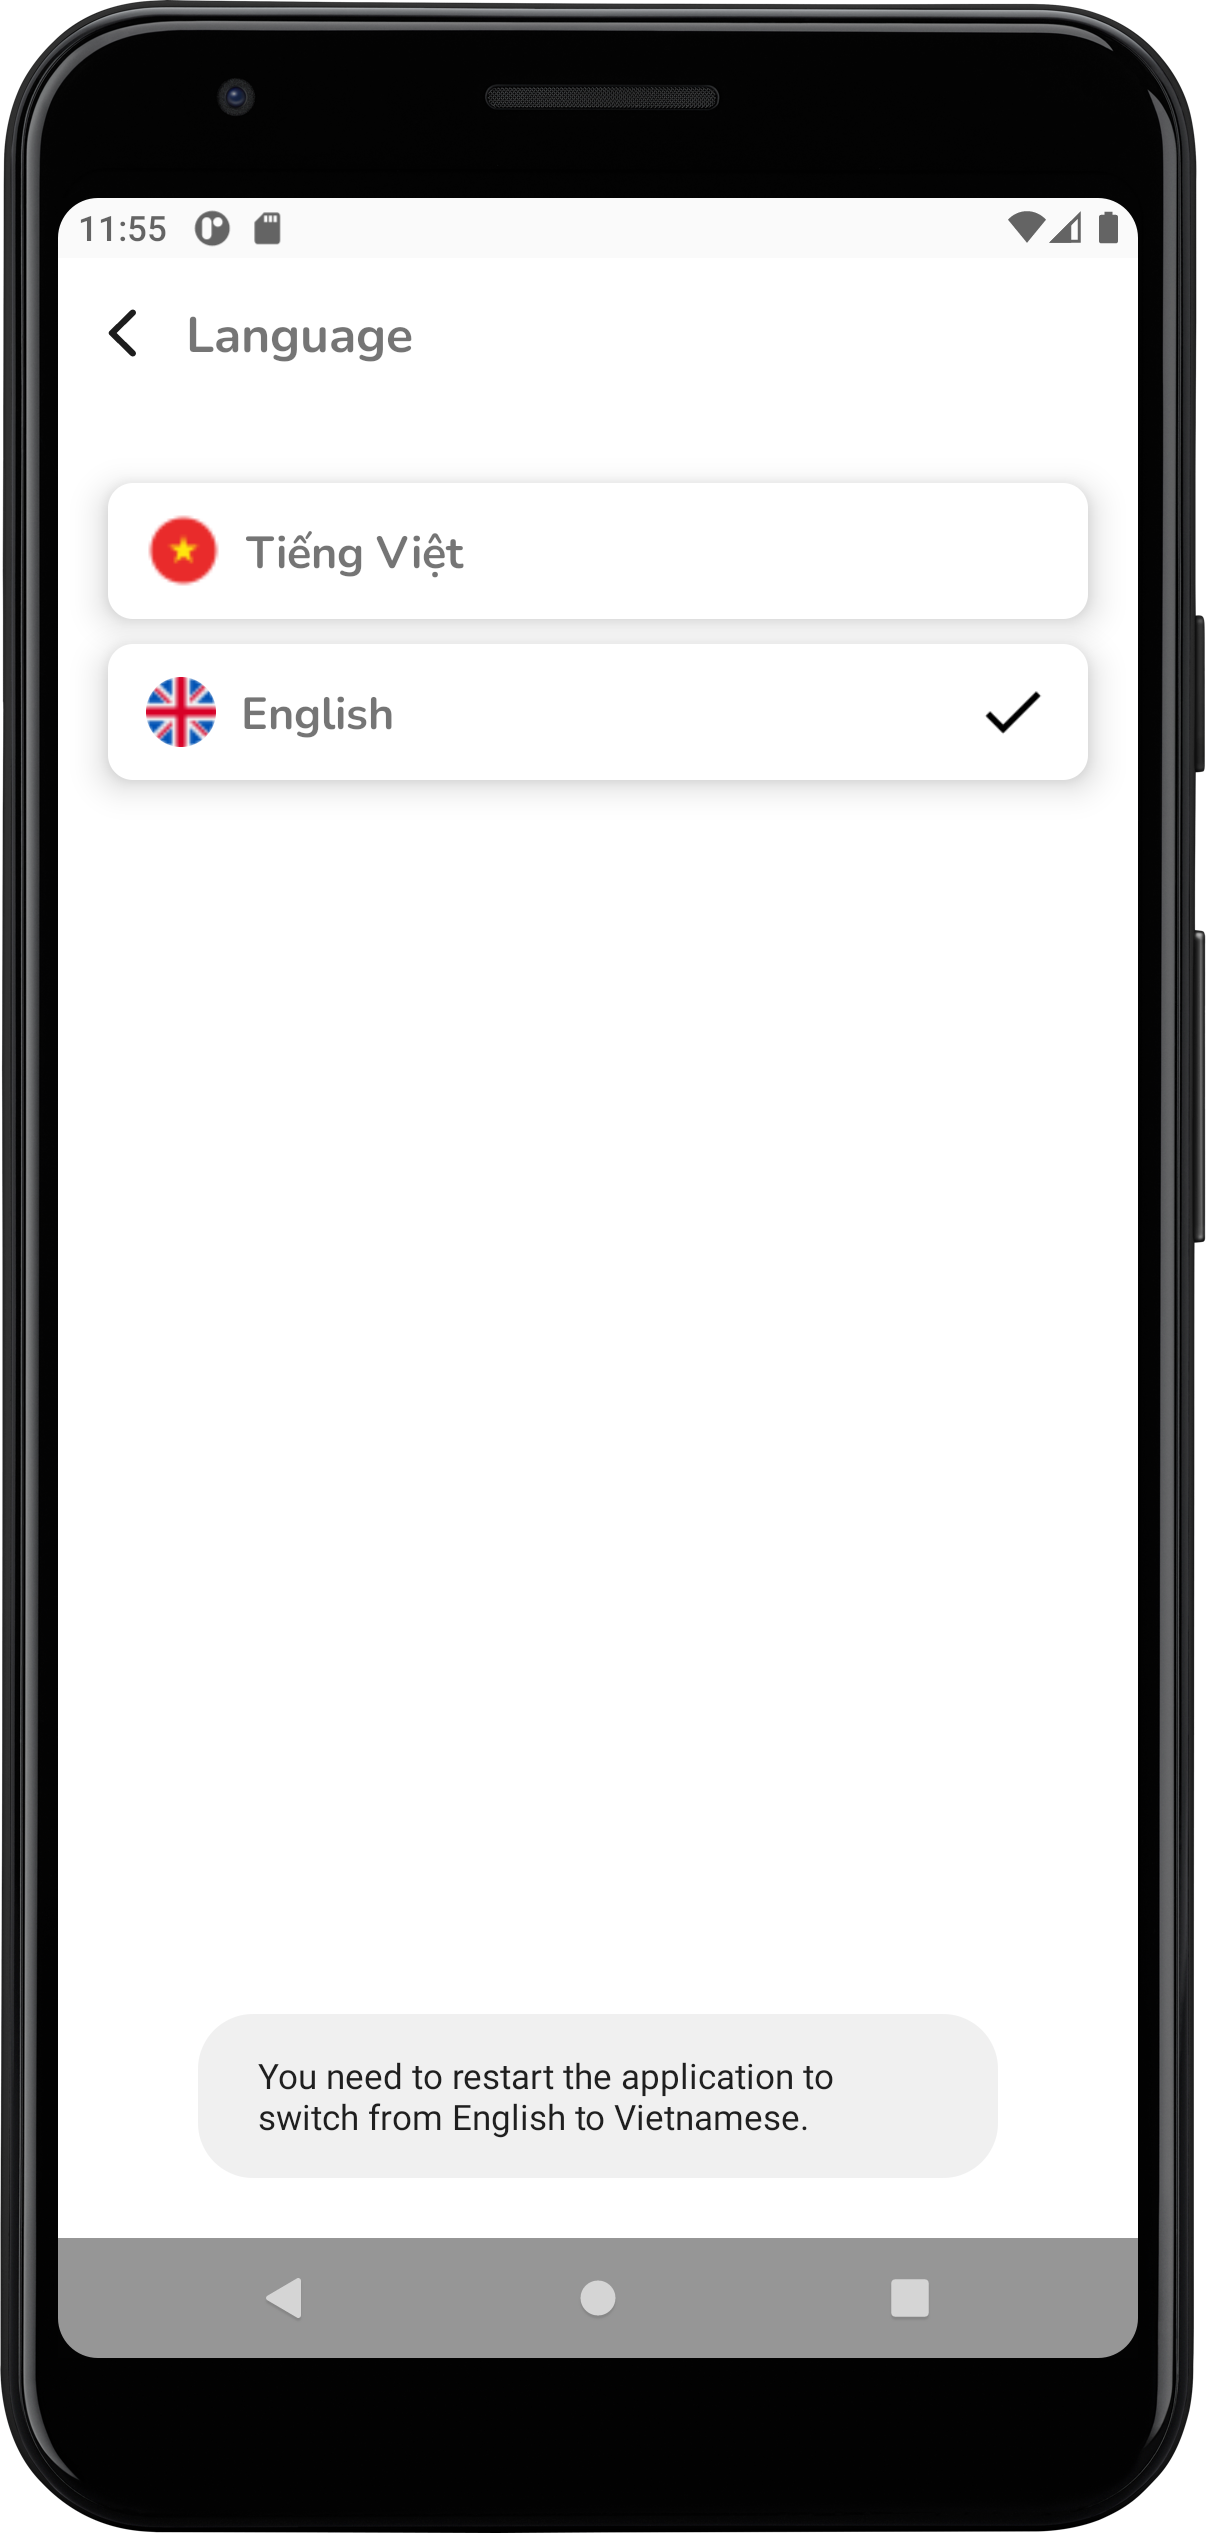 11:55
Language
Tiếng Việt
English
You need to restart the application to
switch from English to Vietnamese.